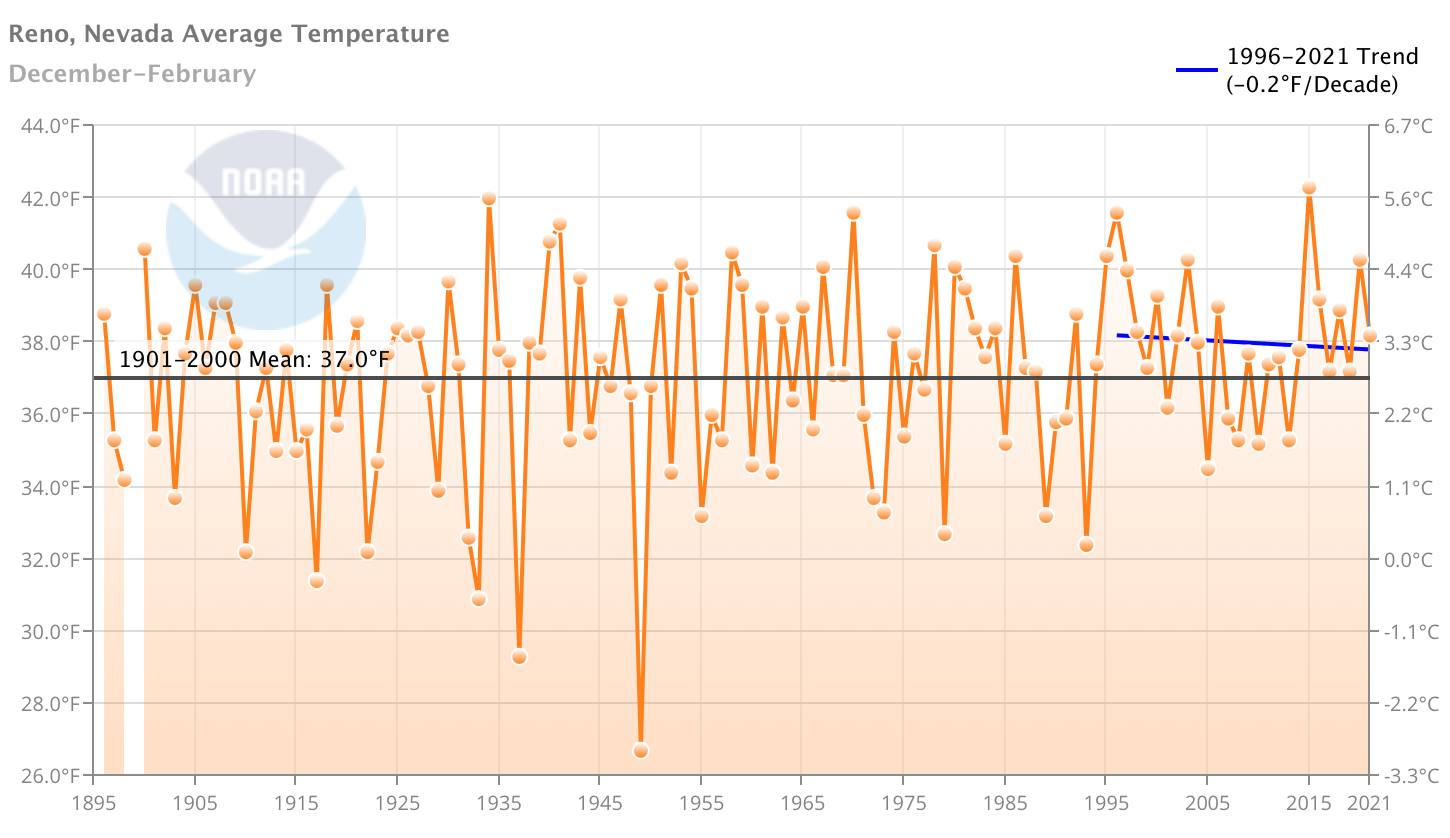 Reno, Nevada Average Temperature
December–February
1996–2021 Trend
(−0.2°F/Decade)
NOAA
1901–2000 Mean: 37.0°F
44.0°F
42.0°F
40.0°F
38.0°F
36.0°F
34.0°F
32.0°F
30.0°F
28.0°F
26.0°F
6.7°C
5.6°C
4.4°C
3.3°C
2.2°C
1.1°C
0.0°C
-1.1°C
-2.2°C
-3.3°C
1895 1905 1915 1925 1935 1945 1955 1965 1975 1985 1995 2005 2015 2021